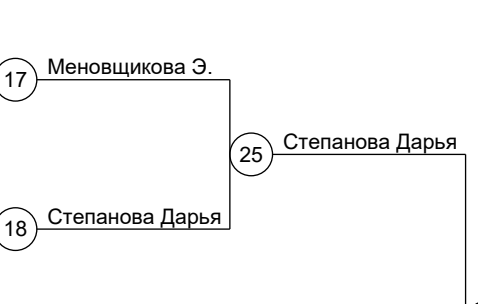 17 Меновщикова Э.
25 Степанова Дарья
18 Степанова Дарья